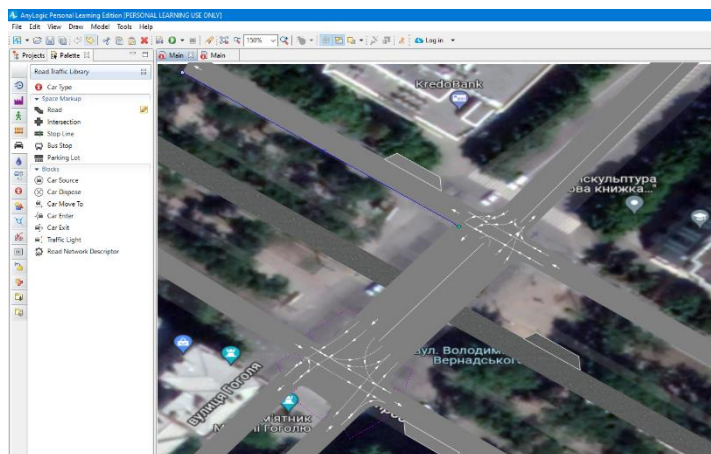 AnyLogic Personal Learning Edition [PERSONAL LEARNING USE ONLY]
File Edit View Draw Model Tools Help
100%
Log in
Projects
Palette
Main
Main
Road Traffic Library
Car Type
Space Markup
Road
Intersection
Stop Line
Bus Stop
Parking Lot
Blocks
Car Source
Car Dispose
Car Move To
Car Enter
Car Exit
Traffic Light
Road Network Descriptor
KredoBank
скульптура
ова книжка..."
вул. Володим
Вернадського
вулиця Гоголя
м'ятник
Гоголю